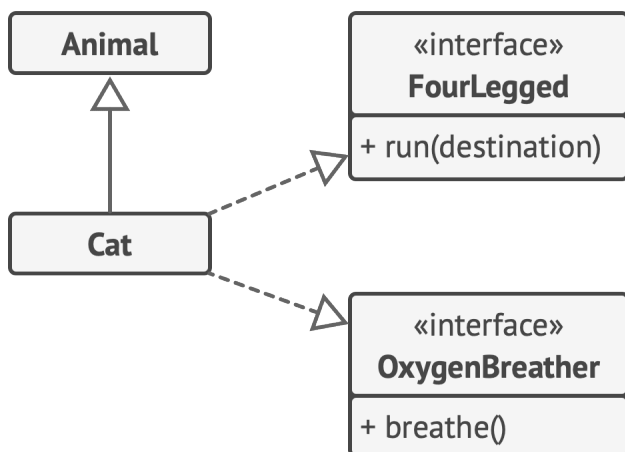 Animal
«interface»
FourLegged
+ run(destination)
Cat
«interface»
OxygenBreather
+ breathe()